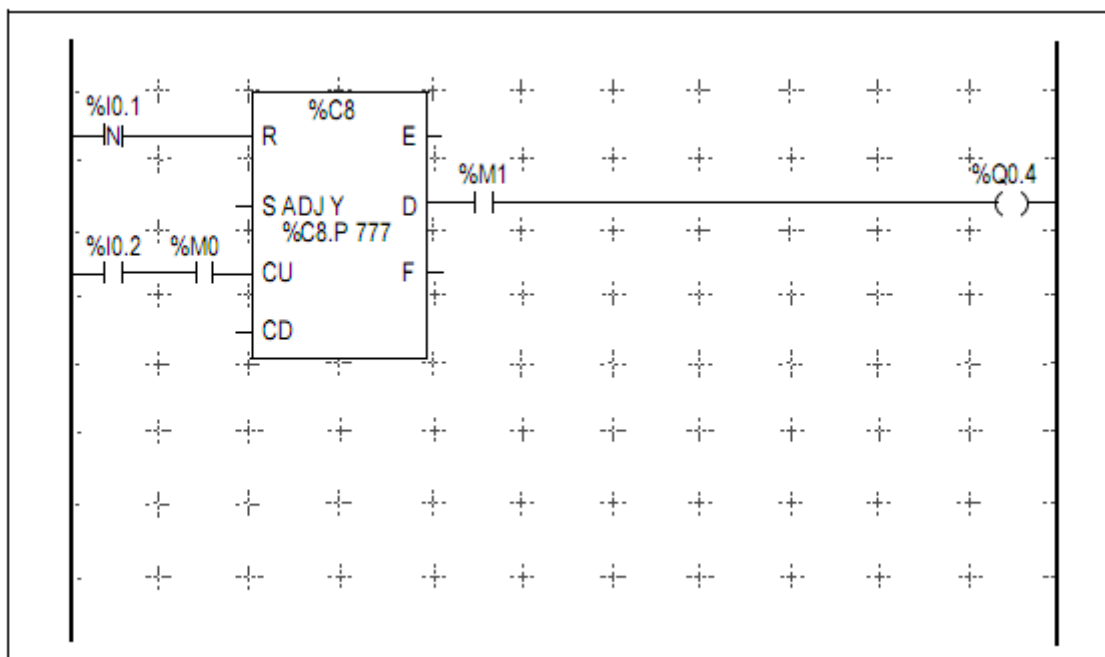 %I0.1
N
%C8
R
E
%M1
%Q0.4
S ADJ Y
D
%C8.P 777
%I0.2
%M0
CU
F
CD